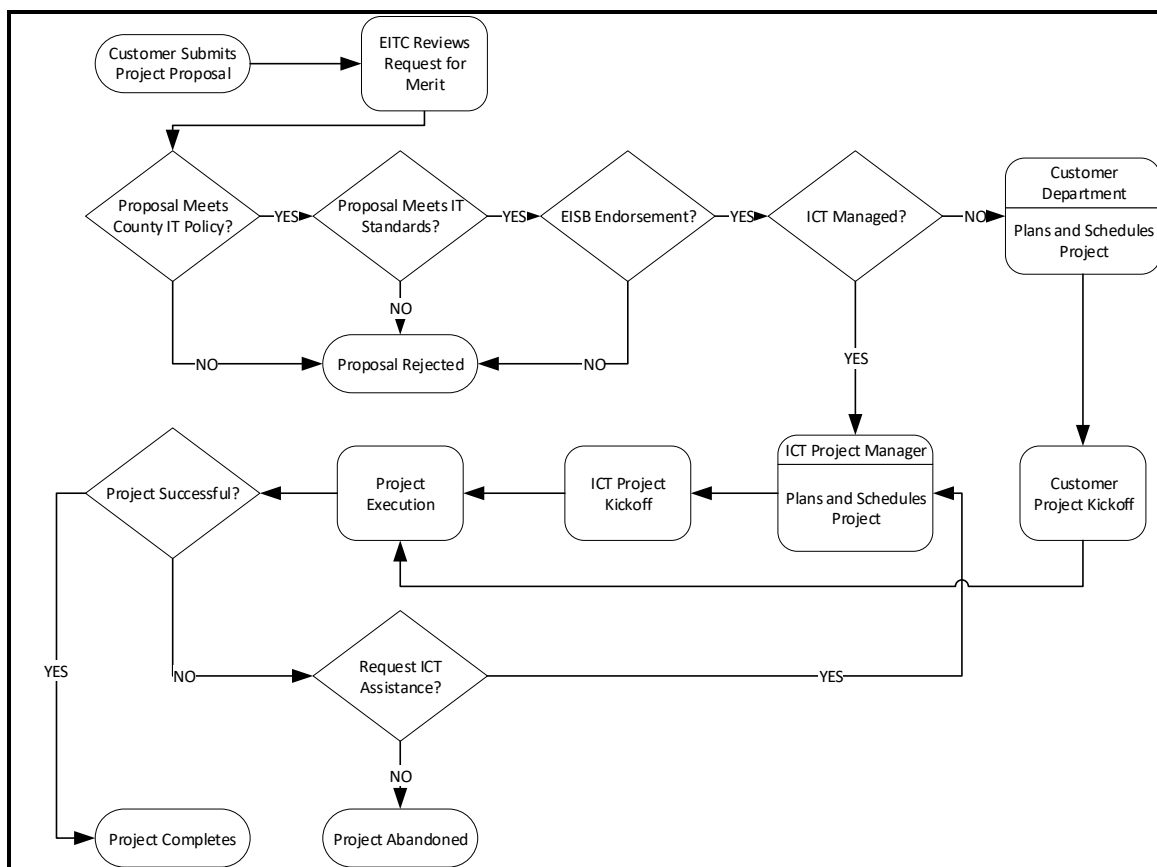 Customer Submits
Project Proposal
EITC Reviews
Request for
Merit
Proposal Meets
County IT Policy?
YES
Proposal Meets IT
Standards?
YES
EISB Endorsement?
YES
ICT Managed?
NO
Customer
Department
Plans and Schedules
Project
NO
NO
NO
Proposal Rejected
YES
Project Successful?
Project
Execution
ICT Project
Kickoff
ICT Project Manager
Plans and Schedules
Project
Customer
Project Kickoff
YES
NO
Request ICT
Assistance?
YES
NO
Project Completes
Project Abandoned